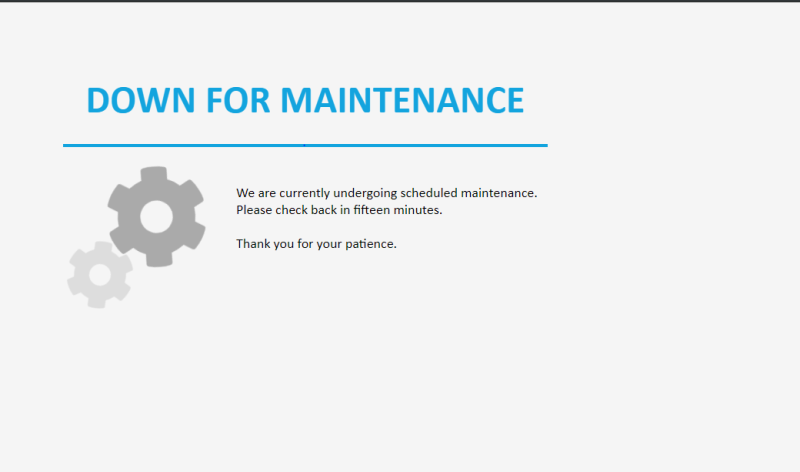 DOWN FOR MAINTENANCE
We are currently undergoing scheduled maintenance.
Please check back in fifteen minutes.
Thank you for your patience.